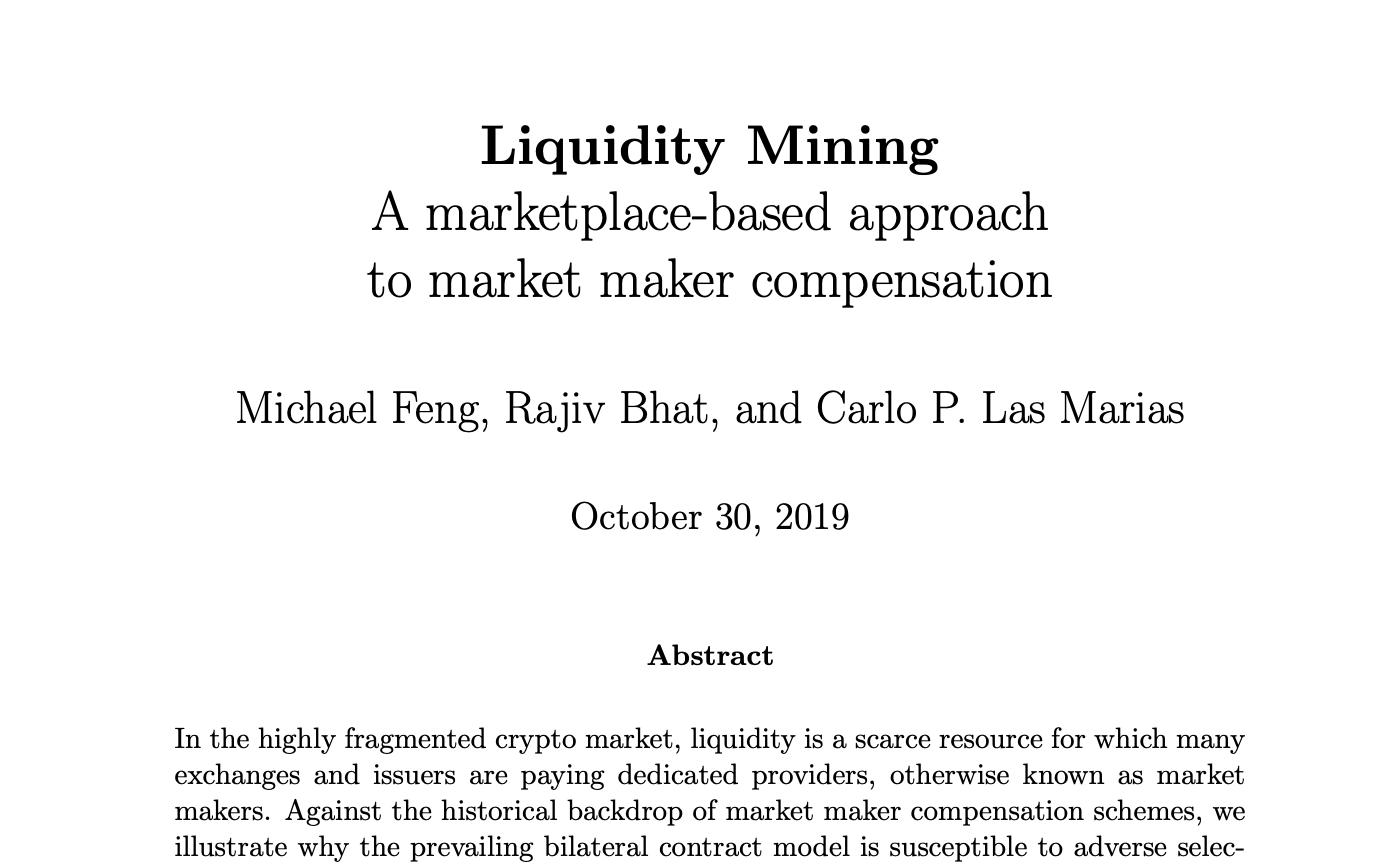 Liquidity Mining
A marketplace-based approach
to market maker compensation
Michael Feng, Rajiv Bhat, and Carlo P. Las Marias
October 30, 2019
Abstract
In the highly fragmented crypto market, liquidity is a scarce resource for which many
exchanges and issuers are paying dedicated providers, otherwise known as market
makers. Against the historical backdrop of market maker compensation schemes, we
illustrate why the prevailing bilateral contract model is susceptible to adverse selec-